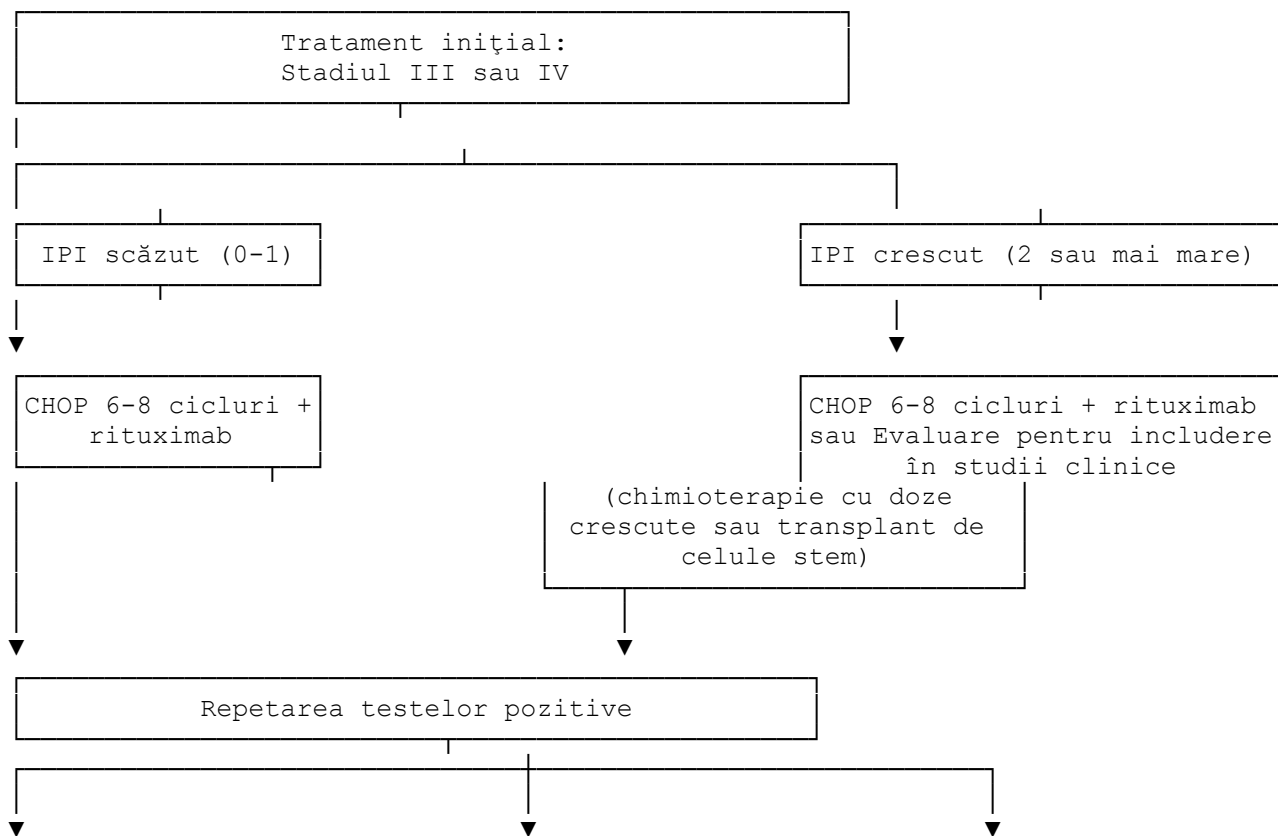 Tratament iniţial:
Stadiul III sau IV
IPI scăzut (0-1)
IPI crescut (2 sau mai mare)
CHOP 6-8 cicluri +
rituximab
CHOP 6-8 cicluri + rituximab
sau Evaluare pentru includere
în studii clinice
(chimioterapie cu doze
crescute sau transplant de
celule stem)
Repetarea testelor pozitive